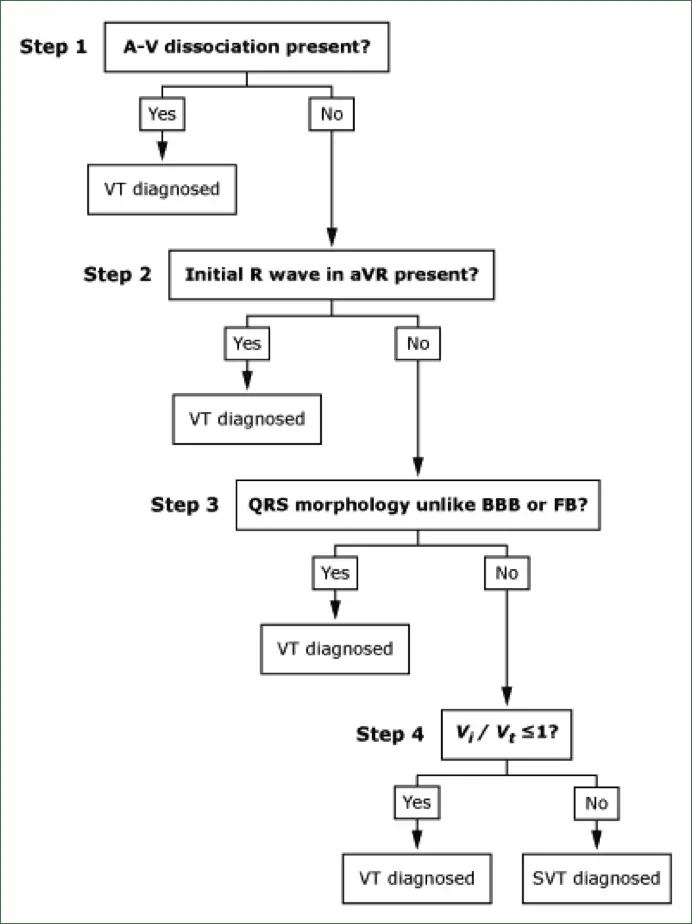 Step 1 A-V dissociation present?
Yes No
VT diagnosed
Step 2 Initial R wave in aVR present?
Yes No
VT diagnosed
Step 3 QRS morphology unlike BBB or FB?
Yes No
VT diagnosed
Step 4 Vi / Vt ≤1?
Yes No
VT diagnosed SVT diagnosed